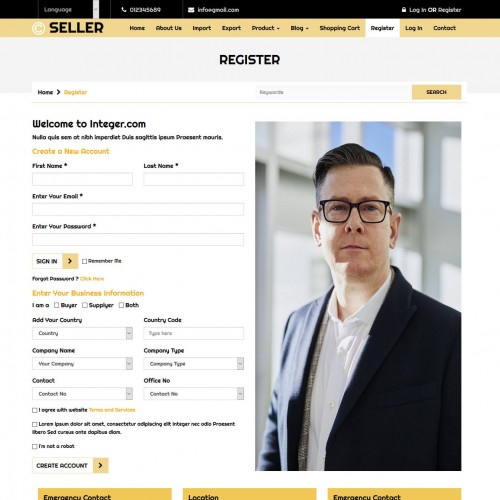 Language
012345689
info@gmail.com
Log In OR Register
SELLER
Home
About Us
Import
Export
Product
Blog
Shopping Cart
Register
Log In
Contact
REGISTER
Home > Register
Keywords
SEARCH
Welcome to Integer.com
Nulla quis sem at nibh imperdiet Duis sagittis ipsum Praesent mauris.
Create a New Account
First Name *
Last Name *
Enter Your Email *
Enter Your Password *
SIGN IN
Remember Me
Forgot Password ? Click Here
Enter Your Business Information
I am a
Buyer
Supplyer
Both
Add Your Country
Country Code
Country
Type here
Company Name
Company Type
Your Company
Company Type
Contact
Office No
Contact No
Contact No
I agree with website Terms and Services
Lorem ipsum dolor sit amet, consectetur adipiscing elit Integer nec odio Praesent
libero Sed cursus ante dapibus diam.
I'm not a robot
CREATE ACCOUNT
Emergency Contact
Location
Emergency Contact